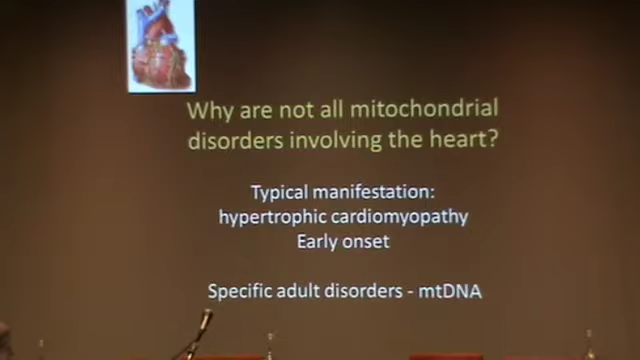 Why are not all mitochondrial
disorders involving the heart?
Typical manifestation:
hypertrophic cardiomyopathy
Early onset
Specific adult disorders - mtDNA